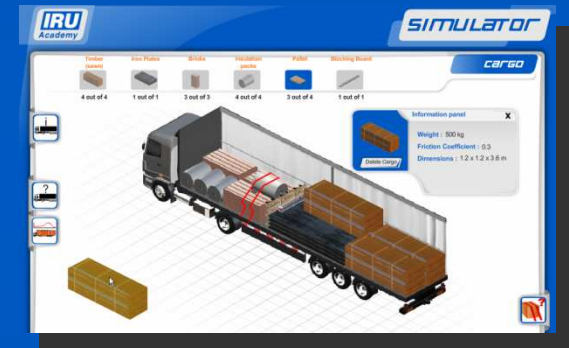 IRU
Academy
SIMULATOR
CARGO
Timber
(sawn)
Iron Plates
Bricks
Insulation
packs
Pallet
Blocking Board
4 out of 4
1 out of 1
3 out of 3
4 out of 4
3 out of 4
1 out of 1
Information panel
X
Weight : 500 kg
Friction Coefficient : 0.3
Dimensions : 1.2 x 1.2 x 3.6 m
Delete Cargo
?
?